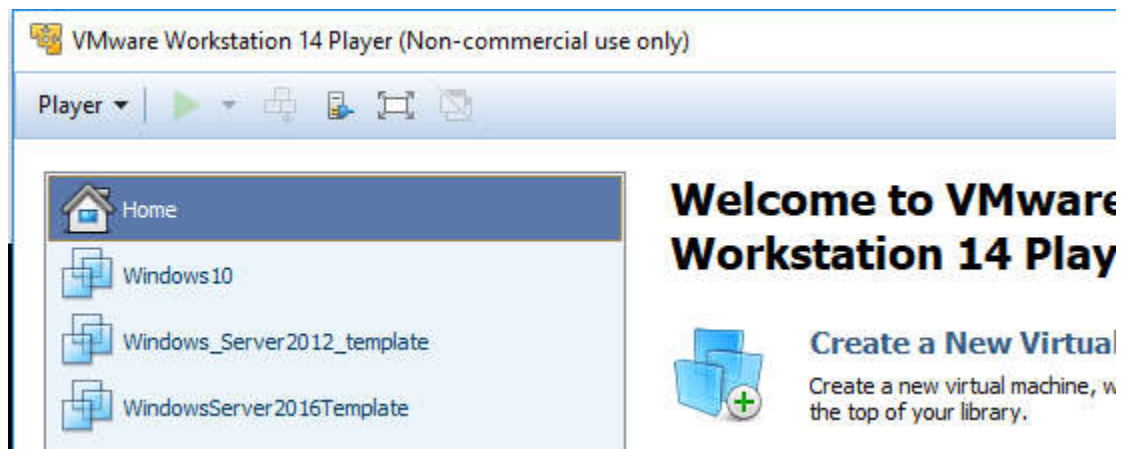 VMware Workstation 14 Player (Non-commercial use only)
Player
Home
Windows10
Windows_Server2012_template
WindowsServer2016Template
Welcome to VMware
Workstation 14 Play
Create a New Virtual
Create a new virtual machine, w
the top of your library.